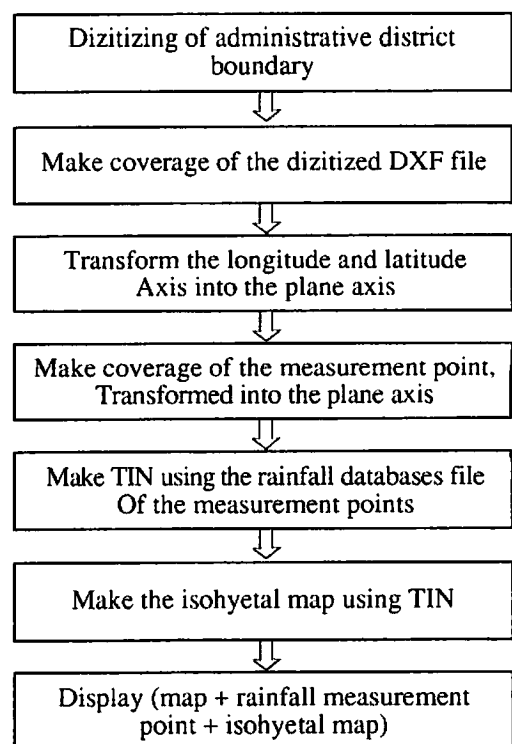 Dizitizing of administrative district
boundary
Make coverage of the dizitized DXF file
Transform the longitude and latitude
Axis into the plane axis
Make coverage of the measurement point,
Transformed into the plane axis
Make TIN using the rainfall databases file
Of the measurement points
Make the isohyetal map using TIN
Display (map + rainfall measurement
point + isohyetal map)